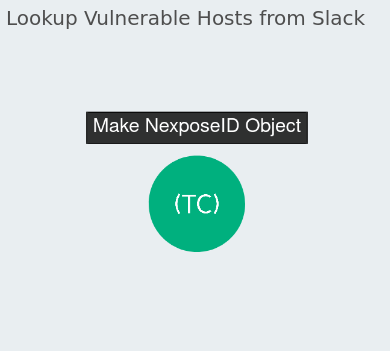 Lookup Vulnerable Hosts from Slack
Make NexposeID Object
(TC)